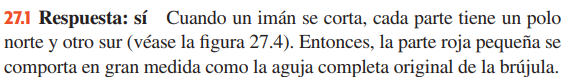 27.1 Respuesta: sí Cuando un imán se corta, cada parte tiene un polo
norte y otro sur (véase la figura 27.4). Entonces, la parte roja pequeña se
comporta en gran medida como la aguja completa original de la brújula.